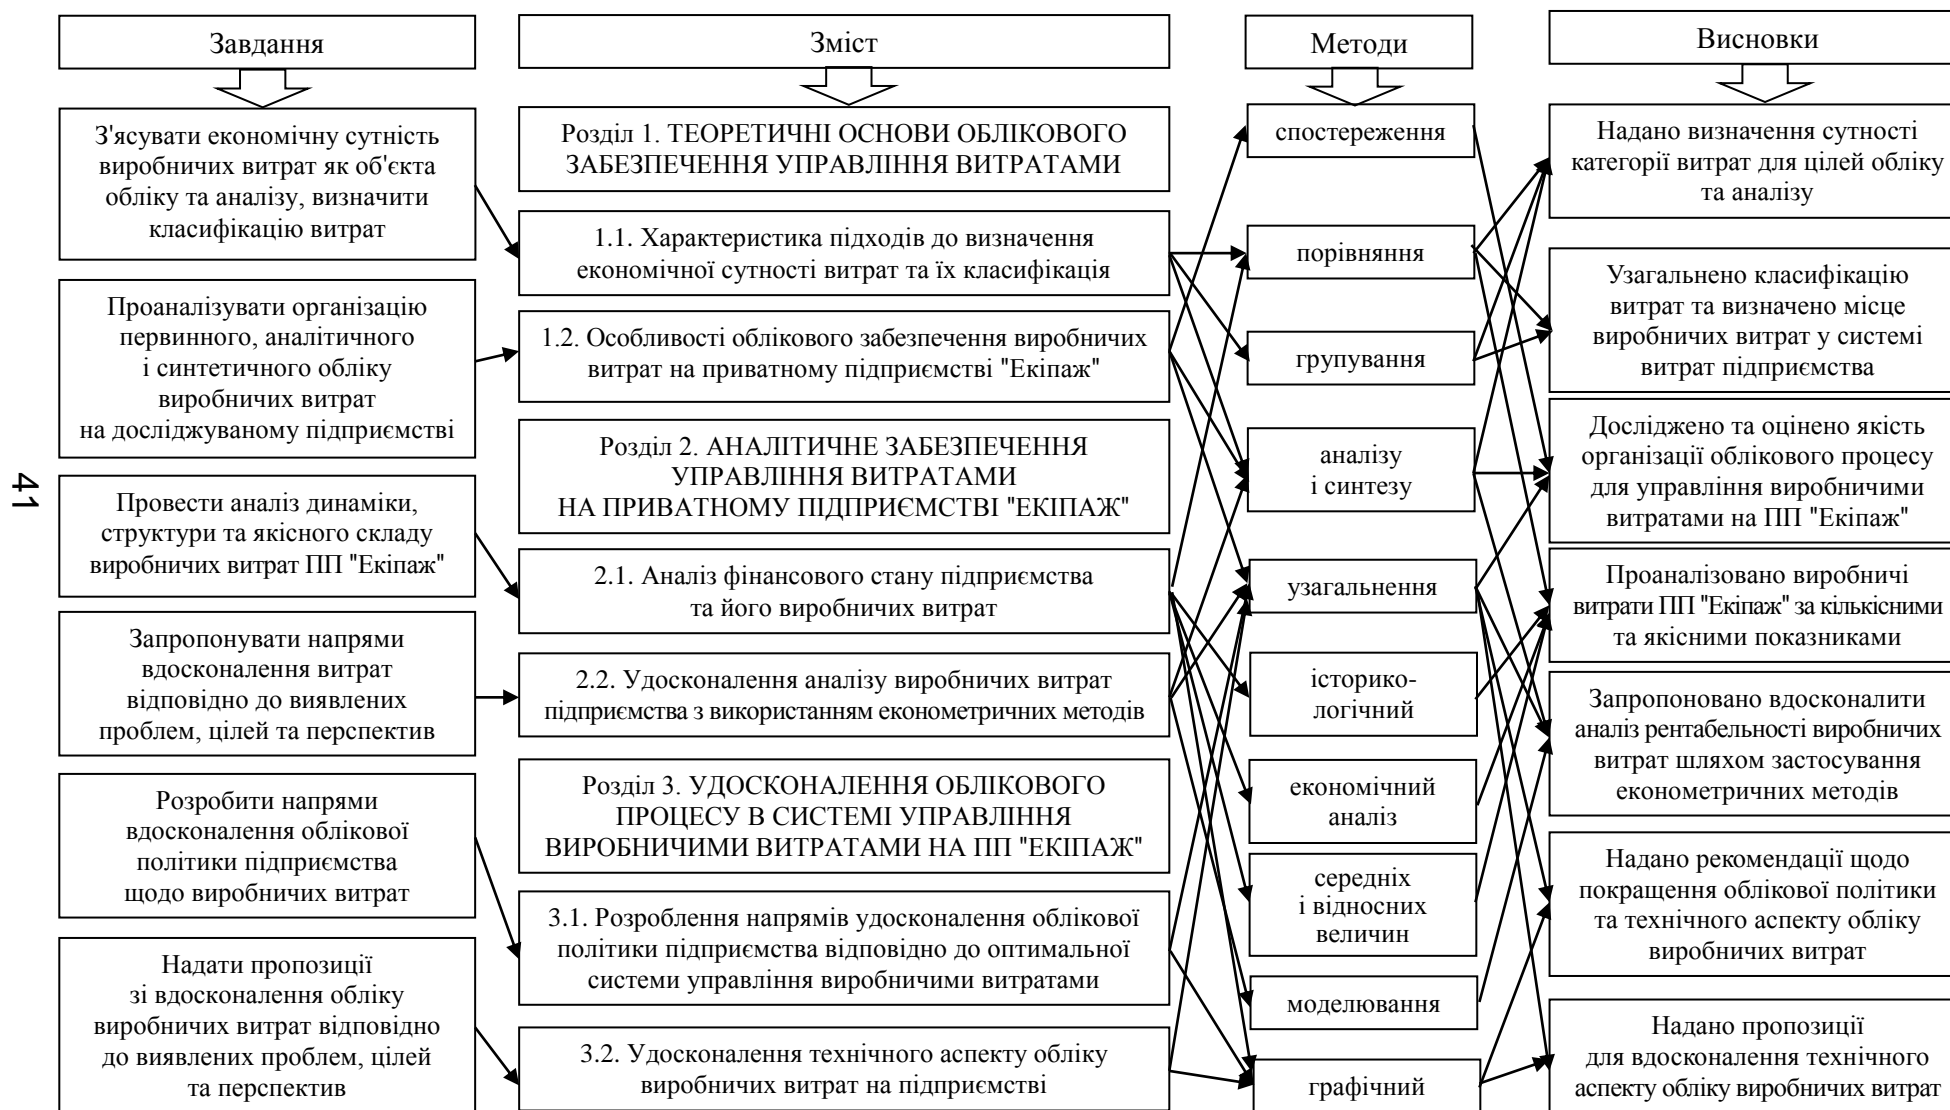 Завдання
З'ясувати економічну сутність
виробничих витрат як об'єкта
обліку та аналізу, визначити
класифікацію витрат
Проаналізувати організацію
первинного, аналітичного
і синтетичного обліку
виробничих витрат
на досліджуваному підприємстві
Провести аналіз динаміки,
структури та якісного складу
виробничих витрат ПП "Екіпаж"
Запропонувати напрями
вдосконалення витрат
відповідно до виявлених
проблем, цілей та перспектив
Розробити напрями
вдосконалення облікової
політики підприємства
щодо виробничих витрат
Надати пропозиції
зі вдосконалення обліку
виробничих витрат відповідно
до виявлених проблем, цілей
та перспектив
Зміст
Розділ 1. ТЕОРЕТИЧНІ ОСНОВИ ОБЛІКОВОГО
ЗАБЕЗПЕЧЕННЯ УПРАВЛІННЯ ВИТРАТАМИ
1.1. Характеристика підходів до визначення
економічної сутності витрат та їх класифікація
1.2. Особливості облікового забезпечення виробничих
витрат на приватному підприємстві "Екіпаж"
Розділ 2. АНАЛІТИЧНЕ ЗАБЕЗПЕЧЕННЯ
УПРАВЛІННЯ ВИТРАТАМИ
НА ПРИВАТНОМУ ПІДПРИЄМСТВІ "ЕКІПАЖ"
2.1. Аналіз фінансового стану підприємства
та його виробничих витрат
2.2. Удосконалення аналізу виробничих витрат
підприємства з використанням економетричних методів
Розділ 3. УДОСКОНАЛЕННЯ ОБЛІКОВОГО
ПРОЦЕСУ В СИСТЕМІ УПРАВЛІННЯ
ВИРОБНИЧИМИ ВИТРАТАМИ НА ПП "ЕКІПАЖ"
3.1. Розроблення напрямів удосконалення облікової
політики підприємства відповідно до оптимальної
системи управління виробничими витратами
3.2. Удосконалення технічного аспекту обліку
виробничих витрат на підприємстві
Методи
спостереження
порівняння
групування
аналізу
і синтезу
узагальнення
історико-
логічний
економічний
аналіз
середніх
і відносних
величин
моделювання
графічний
Висновки
Надано визначення сутності
категорії витрат для цілей обліку
та аналізу
Узагальнено класифікацію
витрат та визначено місце
виробничих витрат у системі
витрат підприємства
Досліджено та оцінено якість
організації облікового процесу
для управління виробничими
витратами на ПП "Екіпаж"
Проаналізовано виробничі
витрати ПП "Екіпаж" за кількісними
та якісними показниками
Запропоновано вдосконалити
аналіз рентабельності виробничих
витрат шляхом застосування
економетричних методів
Надано рекомендації щодо
покращення облікової політики
та технічного аспекту обліку
виробничих витрат
Надано пропозиції
для вдосконалення технічного
аспекту обліку виробничих витрат
41